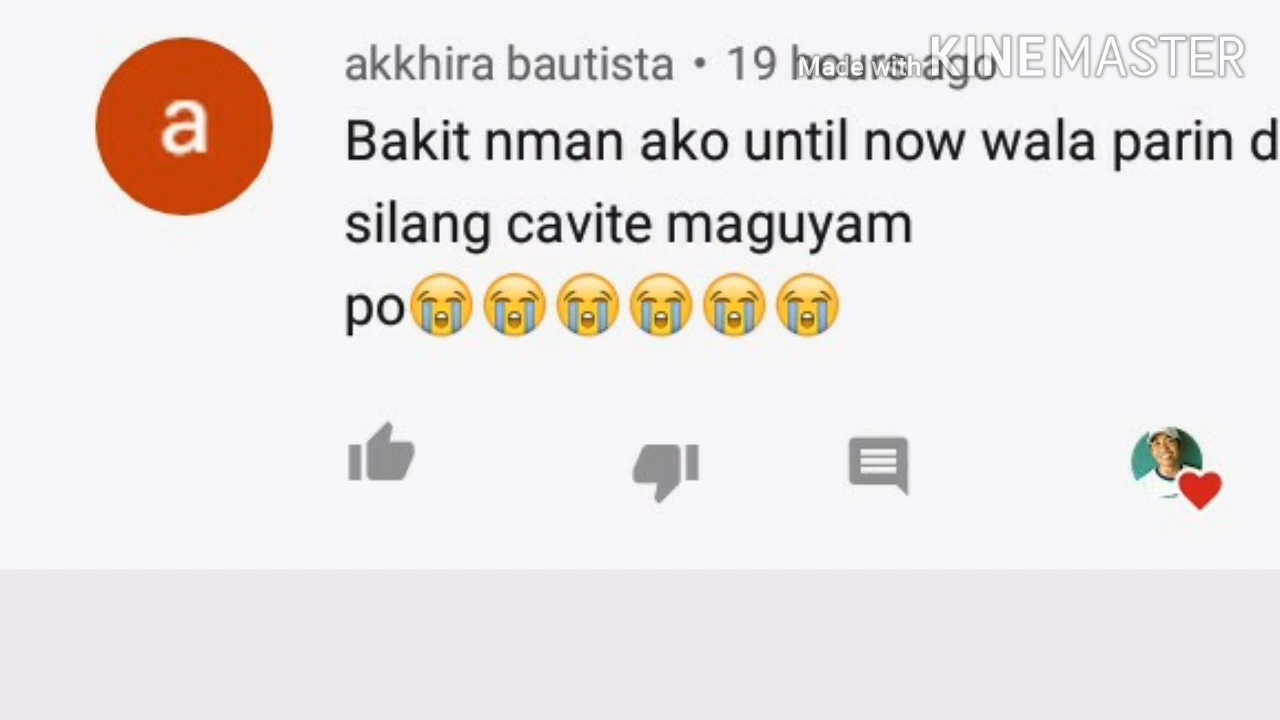 a
akkhira bautista • 19 hours ago
Made with KINEMASTER
Bakit nman ako until now wala parin
silang cavite maguyam
po😭😭😭😭😭😭